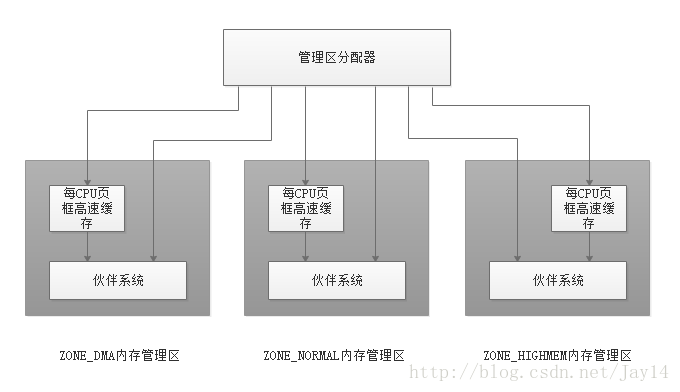 管理区分配器
每CPU页
框高速缓
存
每CPU页
框高速缓
存
每CPU页
框高速缓
存
伙伴系统
伙伴系统
伙伴系统
ZONE_DMA内存管理区
ZONE_NORMAL内存管理区
ZONE_HIGHMEM内存管理区
http://blog.csdn.net/Jay14